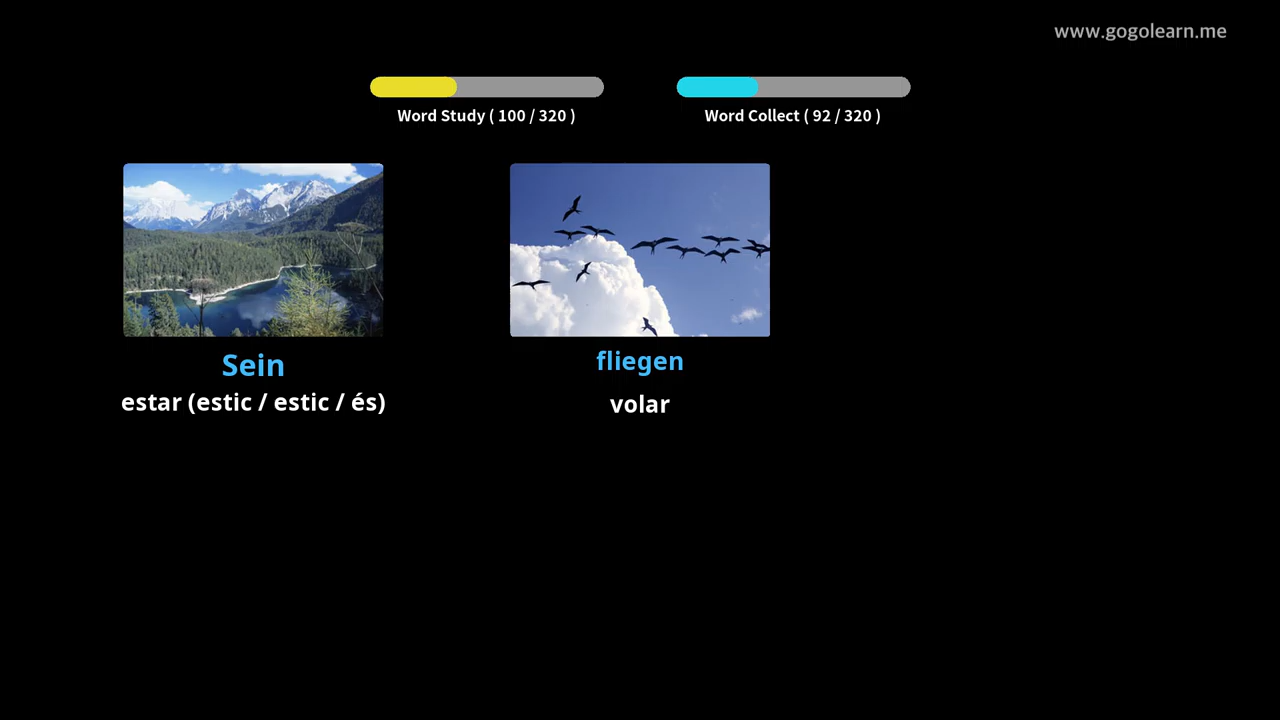 www.gogolearn.me
Word Study ( 100 / 320 )
Word Collect ( 92 / 320 )
Sein
estar (estic / estic / és)
fliegen
volar